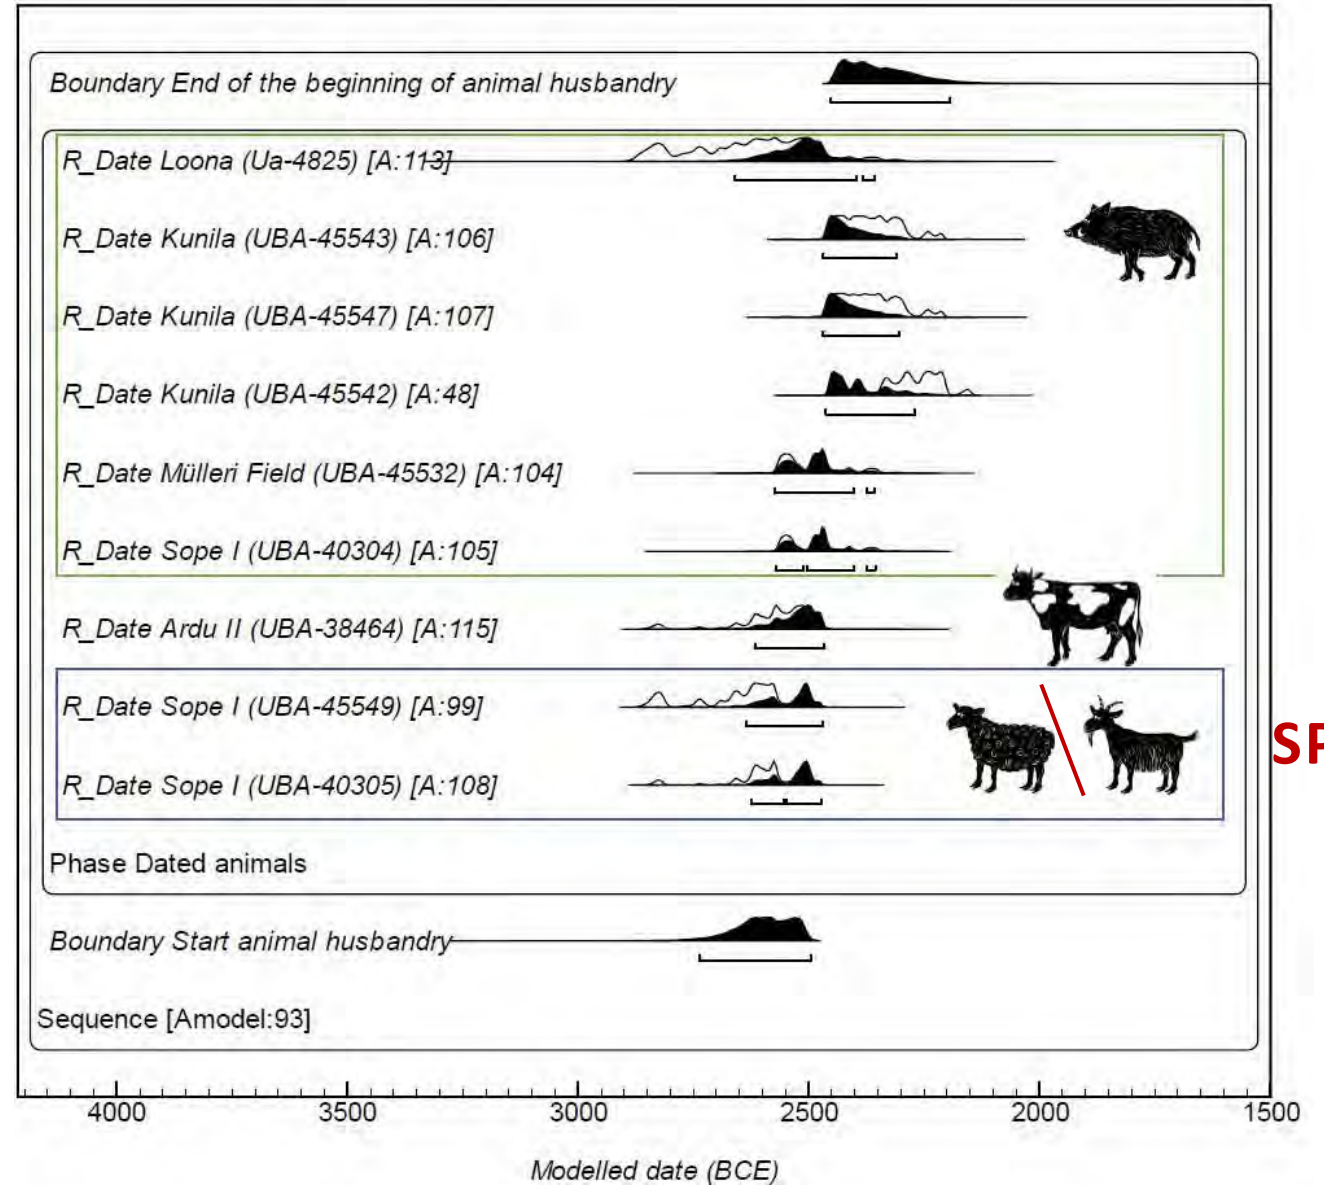 Boundary End of the beginning of animal husbandry
R_Date Loona (Ua-4825) [A:113]
R_Date Kunila (UBA-45543) [A:106]
R_Date Kunila (UBA-45547) [A:107]
R_Date Kunila (UBA-45542) [A:48]
R_Date Mülleri Field (UBA-45532) [A:104]
R_Date Sope I (UBA-40304) [A:105]
R_Date Ardu II (UBA-38464) [A:115]
R_Date Sope I (UBA-45549) [A:99]
SP
R_Date Sope I (UBA-40305) [A:108]
Phase Dated animals
Boundary Start animal husbandry
Sequence [Amodel:93]
4000 3500 3000 2500 2000 1500
Modelled date (BCE)